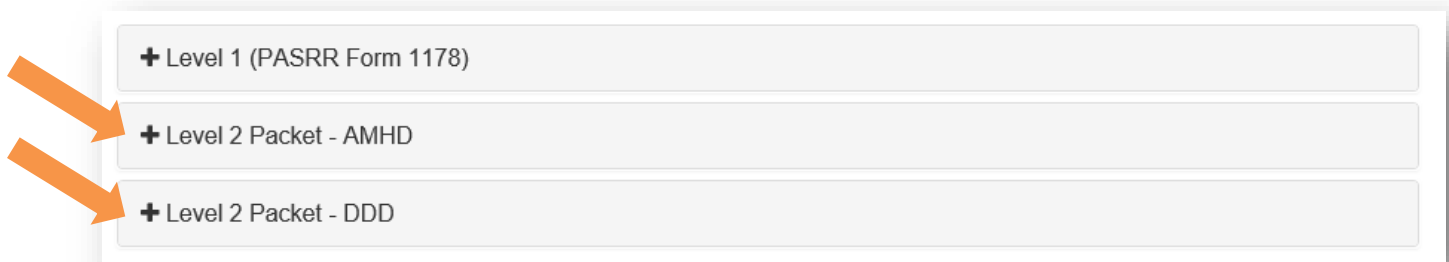 Level 1 (PASRR Form 1178)
Level 2 Packet - AMHD
Level 2 Packet - DDD